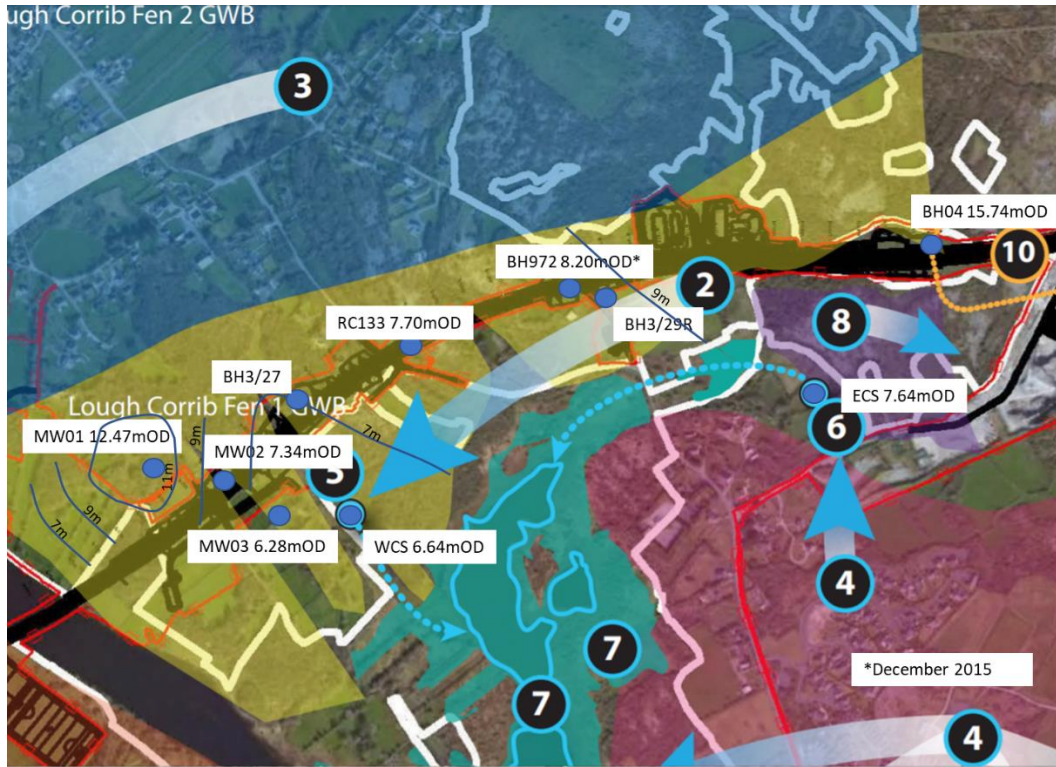 ough Corrib Fen 2 GWB
3
BH04 15.74mOD
10
BH972 8.20mOD*
9m
2
BH3/29R
8
RC133 7.70mOD
BH3/27
ECS 7.64mOD
Lough Corrib Fen 1 GWB
6
MW01 12.47mOD
9m
7m
MW02 7.34mOD
5
11m
9m
7m
MW03 6.28mOD
WCS 6.64mOD
4
7
*December 2015
7
4